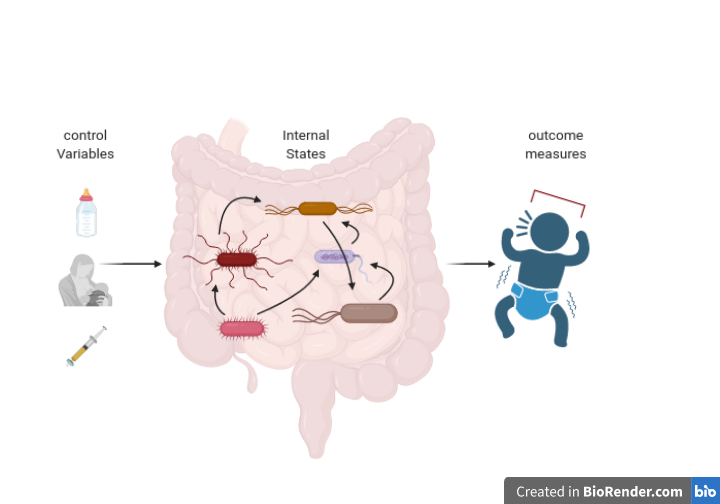 control
Variables
Internal
States
outcome
measures
Created in BioRender.com bio